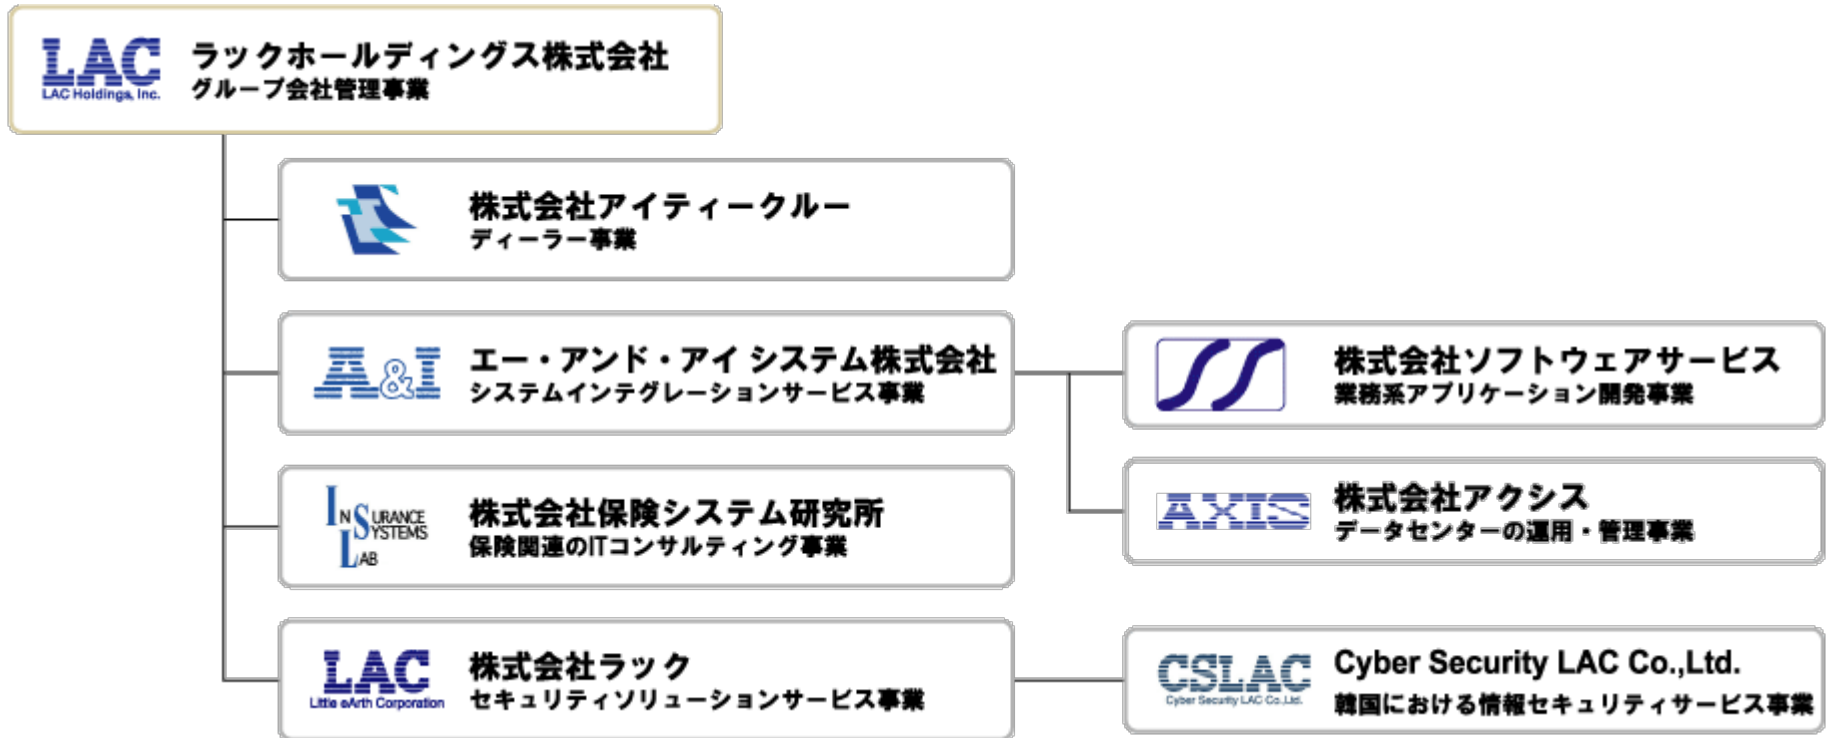 LAC
LAC Holdings, Inc.
ラックホールディングス株式会社
グループ会社管理事業
株式会社アイティークルー
ディーラー事業
A&I
エー・アンド・アイ システム株式会社
システムインテグレーションサービス事業
株式会社ソフトウェアサービス
業務系アプリケーション開発事業
AXIS
株式会社アクシス
データセンターの運用・管理事業
INSURANCE
SYSTEMS
LAB
株式会社保険システム研究所
保険関連のITコンサルティング事業
LAC
Little eArth Corporation
株式会社ラック
セキュリティソリューションサービス事業
CSLAC
Cyber Security LAC Co.,Ltd.
Cyber Security LAC Co.,Ltd.
韓国における情報セキュリティサービス事業